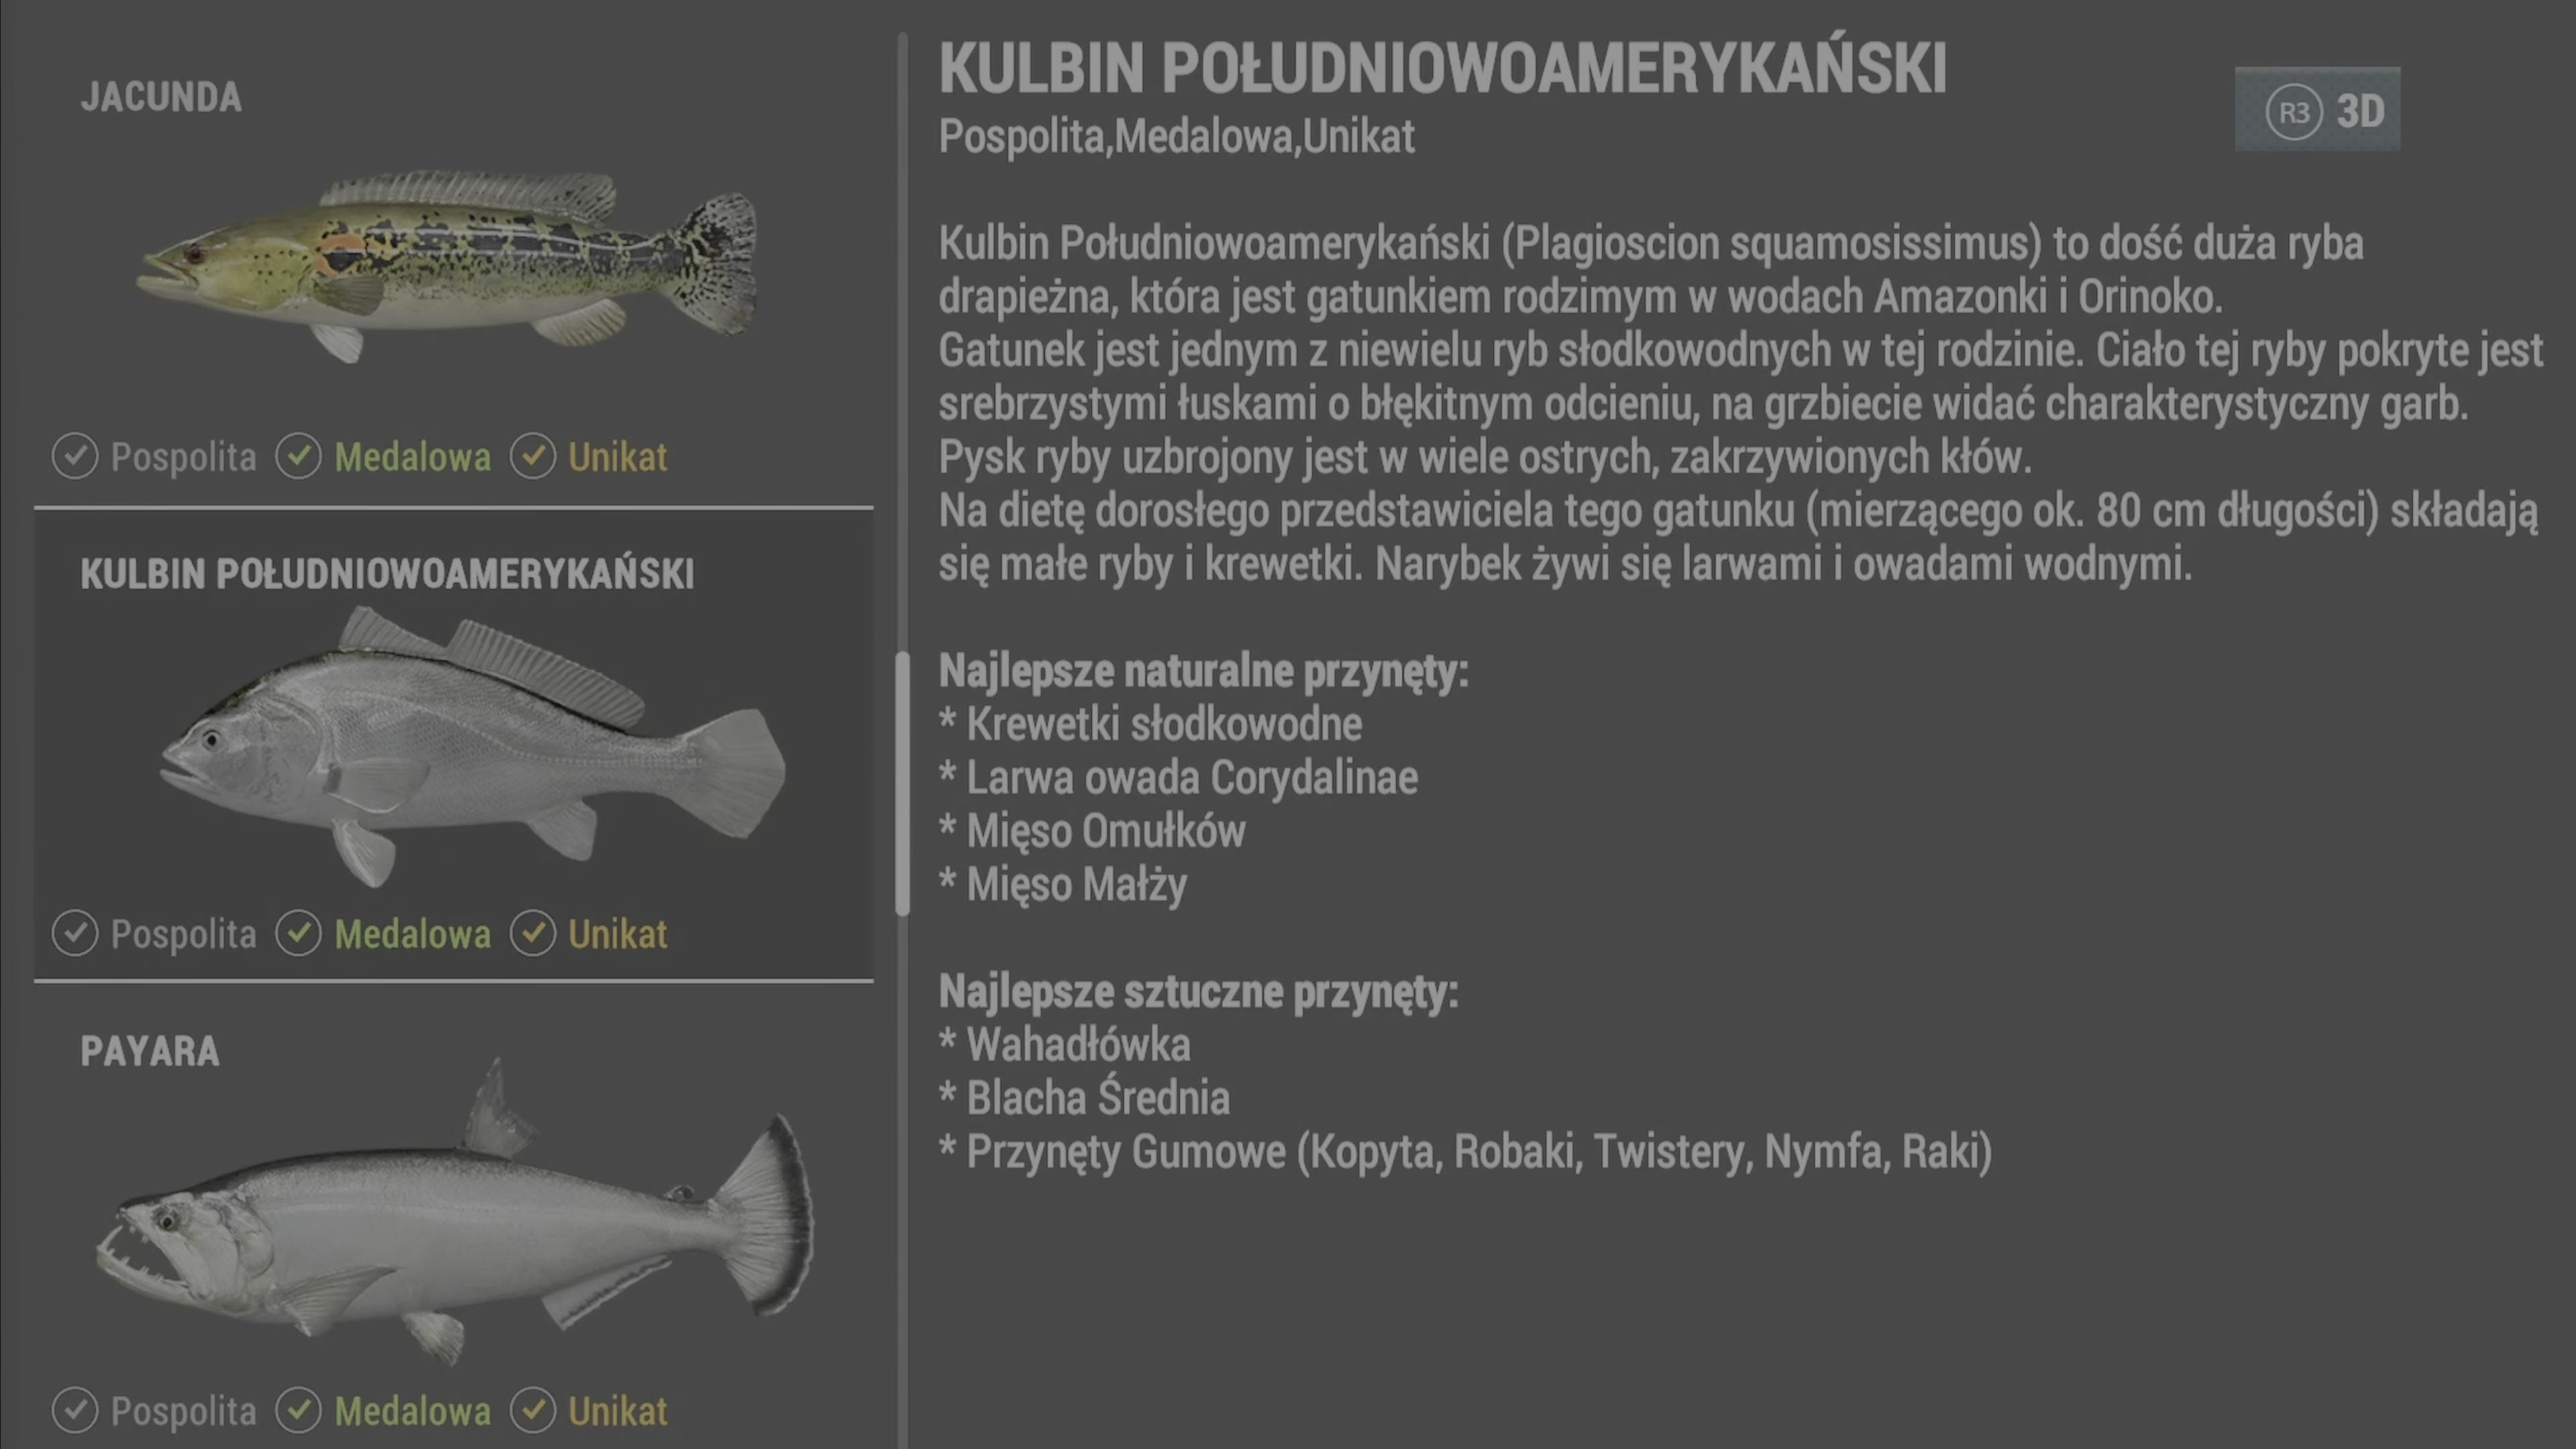 JACUNDA
Pospolita Medalowa Unikat
KULBIN POŁUDNIOWOAMERYKAŃSKI
Pospolita Medalowa Unikat
PAYARA
Pospolita Medalowa Unikat
KULBIN POŁUDNIOWOAMERYKAŃSKI
Pospolita,Medalowa,Unikat
R3 3D
Kulbin Południowoamerykański (Plagioscion squamosissimus) to dość duża ryba
drapieżna, która jest gatunkiem rodzimym w wodach Amazonki i Orinoko.
Gatunek jest jednym z niewielu ryb słodkowodnych w tej rodzinie. Ciało tej ryby pokryte jest
srebrzystymi łuskami o błękitnym odcieniu, na grzbiecie widać charakterystyczny garb.
Pysk ryby uzbrojony jest w wiele ostrych, zakrzywionych kłów.
Na dietę dorosłego przedstawiciela tego gatunku (mierzącego ok. 80 cm długości) składają
się małe ryby i krewetki. Narybek żywi się larwami i owadami wodnymi.
Najlepsze naturalne przynęty:
* Krewetki słodkowodne
* Larwa owada Corydalinae
* Mięso Omułków
* Mięso Małży
Najlepsze sztuczne przynęty:
* Wahadłówka
* Blacha Średnia
* Przynęty Gumowe (Kopyta, Robaki, Twistery, Nymfa, Raki)